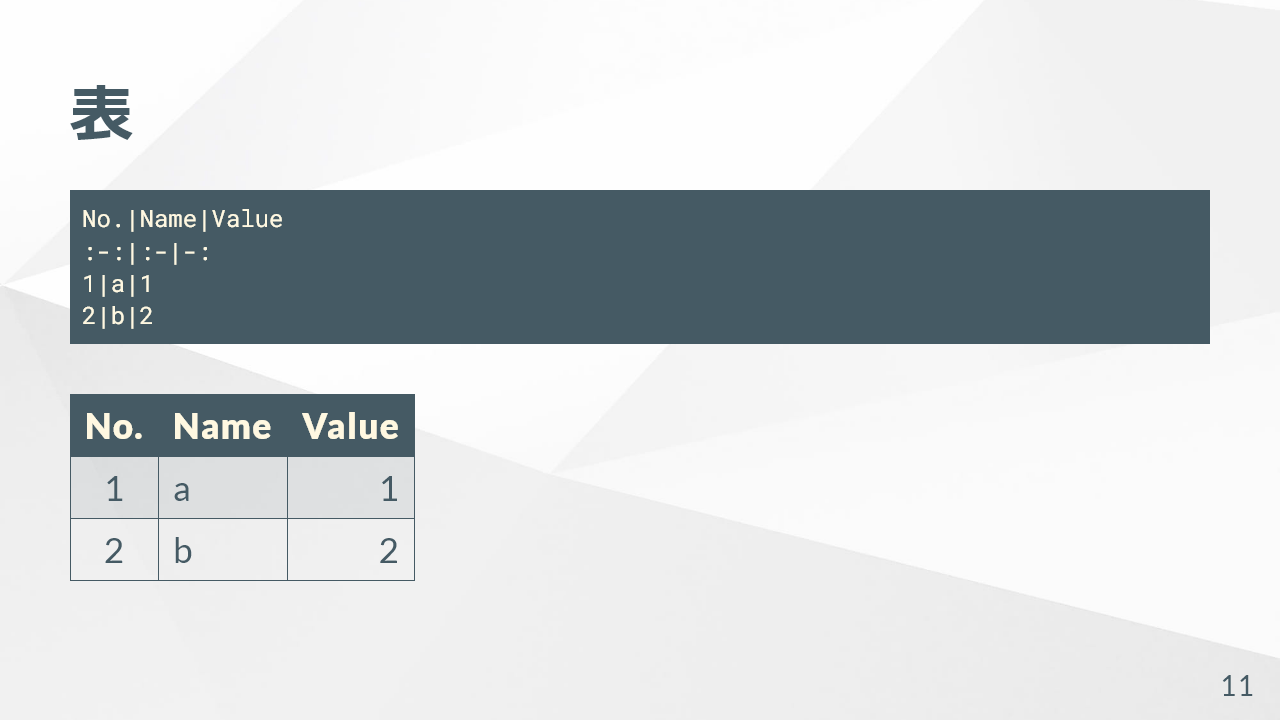 表
No.|Name|Value
:-:|:-|-:
1|a|1
2|b|2
No. Name Value
1 a 1
2 b 2
11